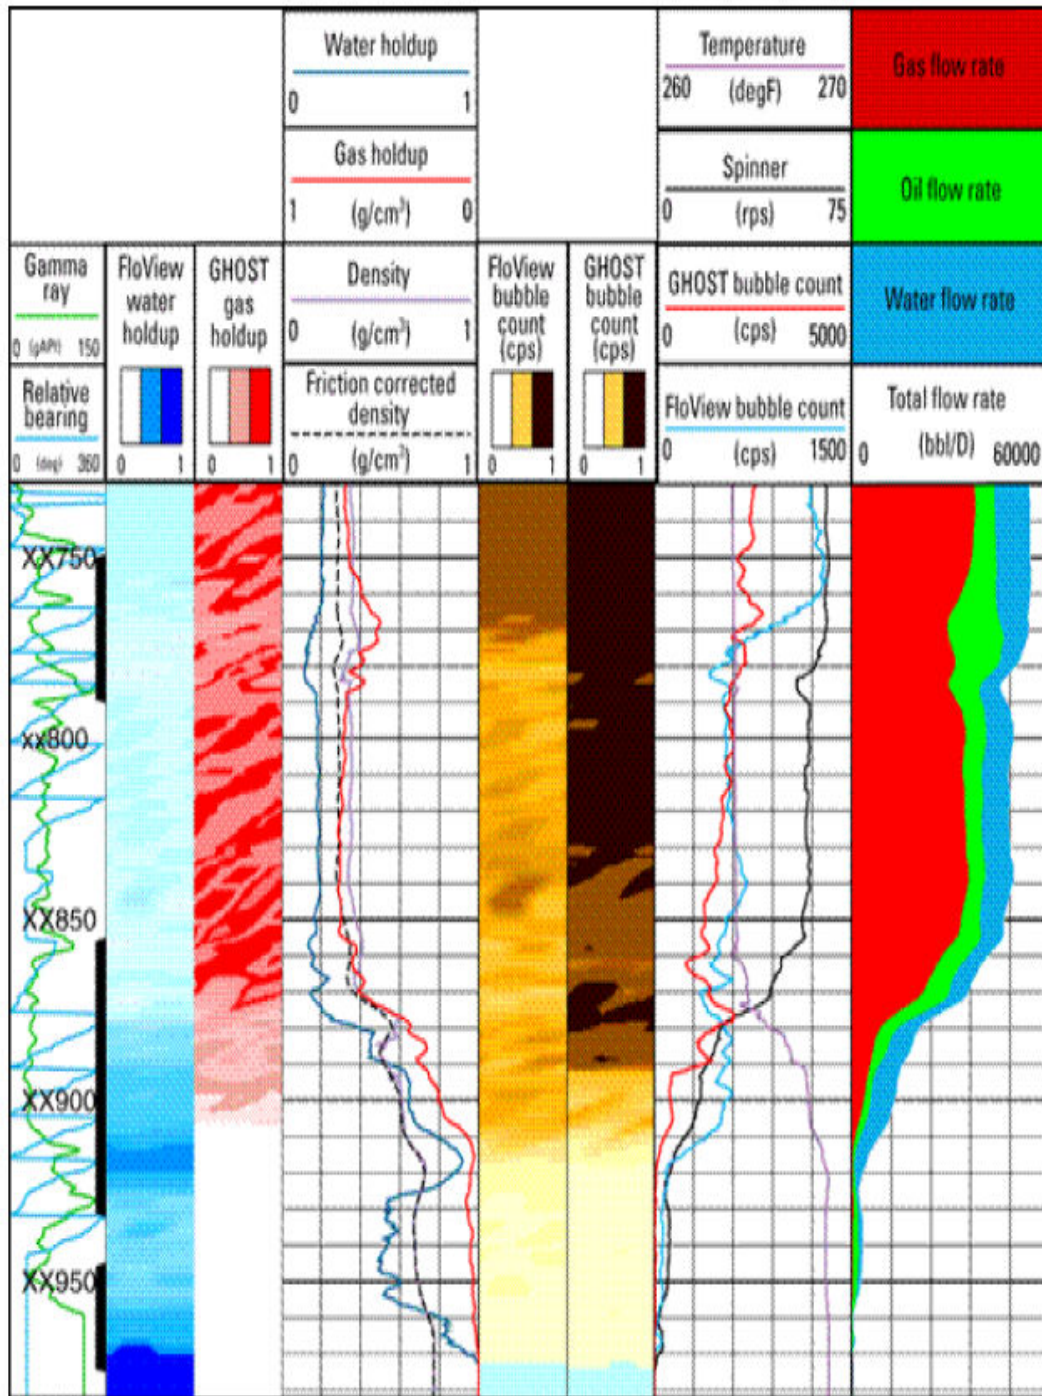 Water holdup
0 1
Gas holdup
1 (g/cm³) 0
Temperature
260 (degF) 270
Spinner
0 (rps) 75
Gas flow rate
Oil flow rate
Gamma
ray
0 (gAPI) 150
Relative
bearing
0 (deg) 360
FloView
water
holdup
0 1
GHOST
gas
holdup
0 1
Density
0 (g/cm³) 1
Friction corrected
density
0 (g/cm³) 1
FloView
bubble
count
(cps)
0 1
GHOST
bubble
count
(cps)
0 1
GHOST bubble count
0 (cps) 5000
FloView bubble count
0 (cps) 1500
Water flow rate
Total flow rate
0 (bbl/D) 60000
XX750
xx800
XX850
XX900
XX950